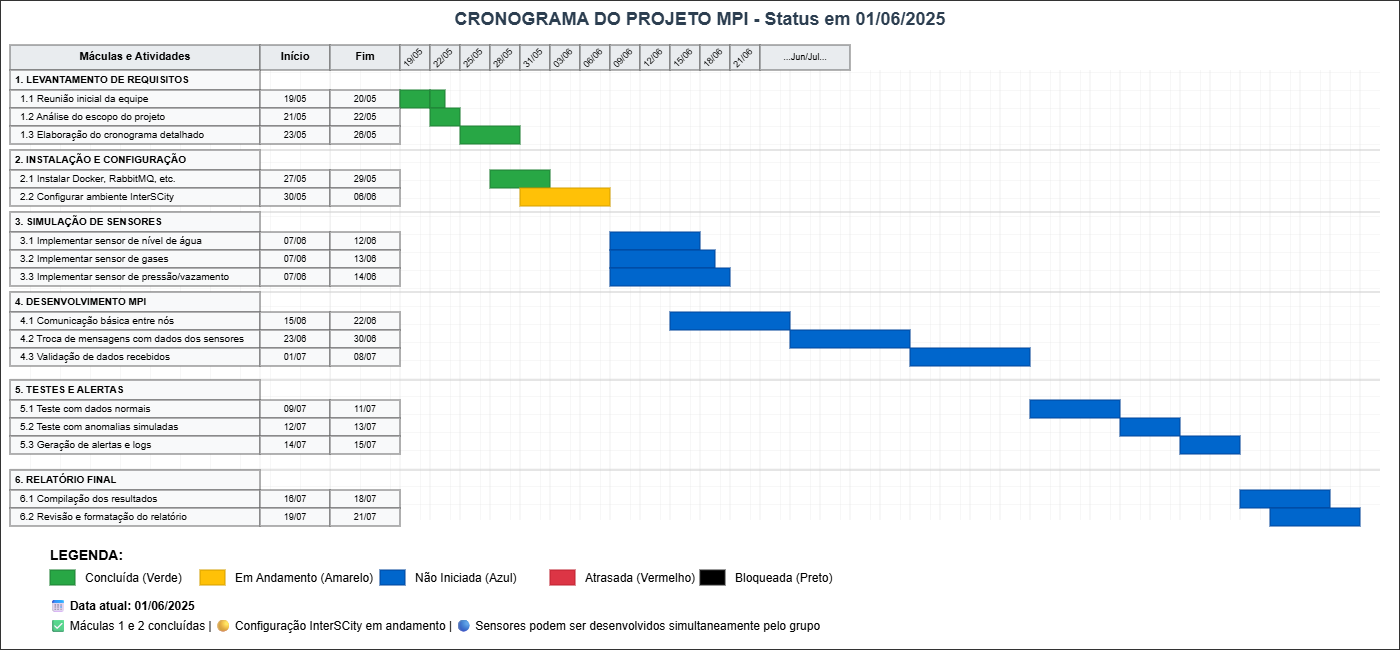 CRONOGRAMA DO PROJETO MPI - Status em 01/06/2025
Máculas e Atividades Início Fim 19/05 22/05 25/05 28/05 31/05 03/06 06/06 09/06 12/06 15/06 18/06 21/06 ...Jun/Jul...
1. LEVANTAMENTO DE REQUISITOS
1.1 Reunião inicial da equipe 19/05 20/05
1.2 Análise do escopo do projeto 21/05 22/05
1.3 Elaboração do cronograma detalhado 23/05 26/05
2. INSTALAÇÃO E CONFIGURAÇÃO
2.1 Instalar Docker, RabbitMQ, etc. 27/05 29/05
2.2 Configurar ambiente InterSCity 30/05 06/06
3. SIMULAÇÃO DE SENSORES
3.1 Implementar sensor de nível de água 07/06 12/06
3.2 Implementar sensor de gases 07/06 13/06
3.3 Implementar sensor de pressão/vazamento 07/06 14/06
4. DESENVOLVIMENTO MPI
4.1 Comunicação básica entre nós 15/06 22/06
4.2 Troca de mensagens com dados dos sensores 23/06 30/06
4.3 Validação de dados recebidos 01/07 08/07
5. TESTES E ALERTAS
5.1 Teste com dados normais 09/07 11/07
5.2 Teste com anomalias simuladas 12/07 13/07
5.3 Geração de alertas e logs 14/07 15/07
6. RELATÓRIO FINAL
6.1 Compilação dos resultados 16/07 18/07
6.2 Revisão e formatação do relatório 19/07 21/07
LEGENDA:
Concluída (Verde) Em Andamento (Amarelo) Não Iniciada (Azul) Atrasada (Vermelho) Bloqueada (Preto)
Data atual: 01/06/2025
Máculas 1 e 2 concluídas | Configuração InterSCity em andamento | Sensores podem ser desenvolvidos simultaneamente pelo grupo